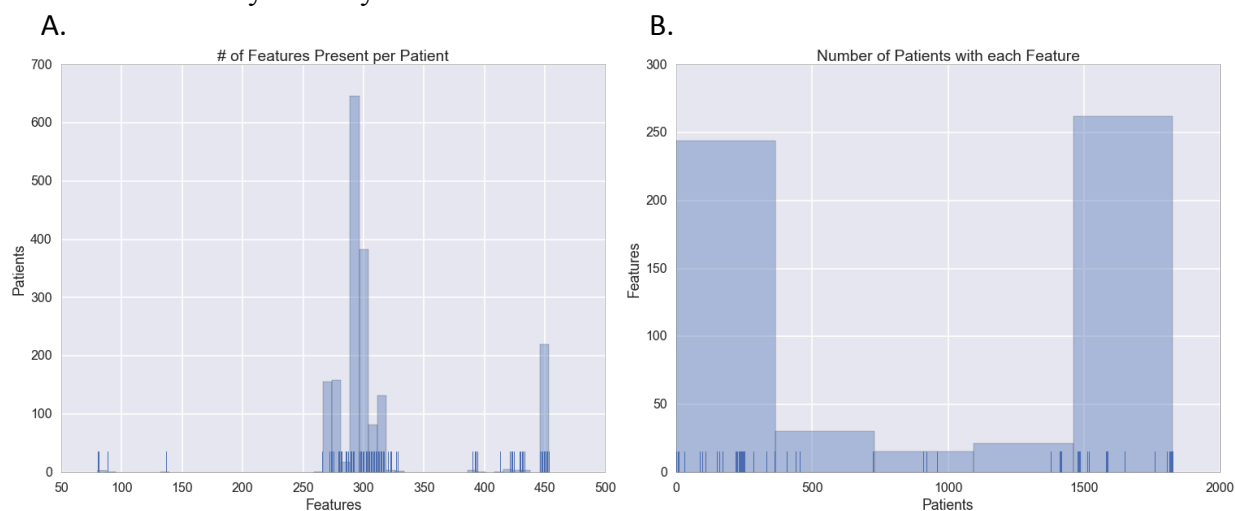 A.
# of Features Present per Patient
700
600
500
400
300
200
100
0
50 100 150 200 250 300 350 400 450 500
Patients
Features
B.
Number of Patients with each Feature
300
250
200
150
100
50
0
0 500 1000 1500 2000
Features
Patients